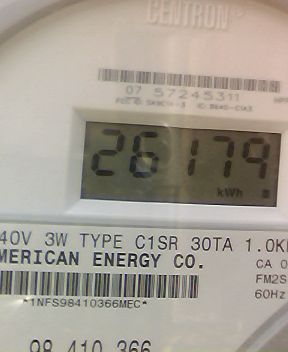 CENTRON®
07 57245311
26179
kWh
40V 3W TYPE C1SR 30TA 1.0K
MERICAN ENERGY CO. CA 0
FM2S
60Hz
*1NFS98410366MEC*
98 410 366